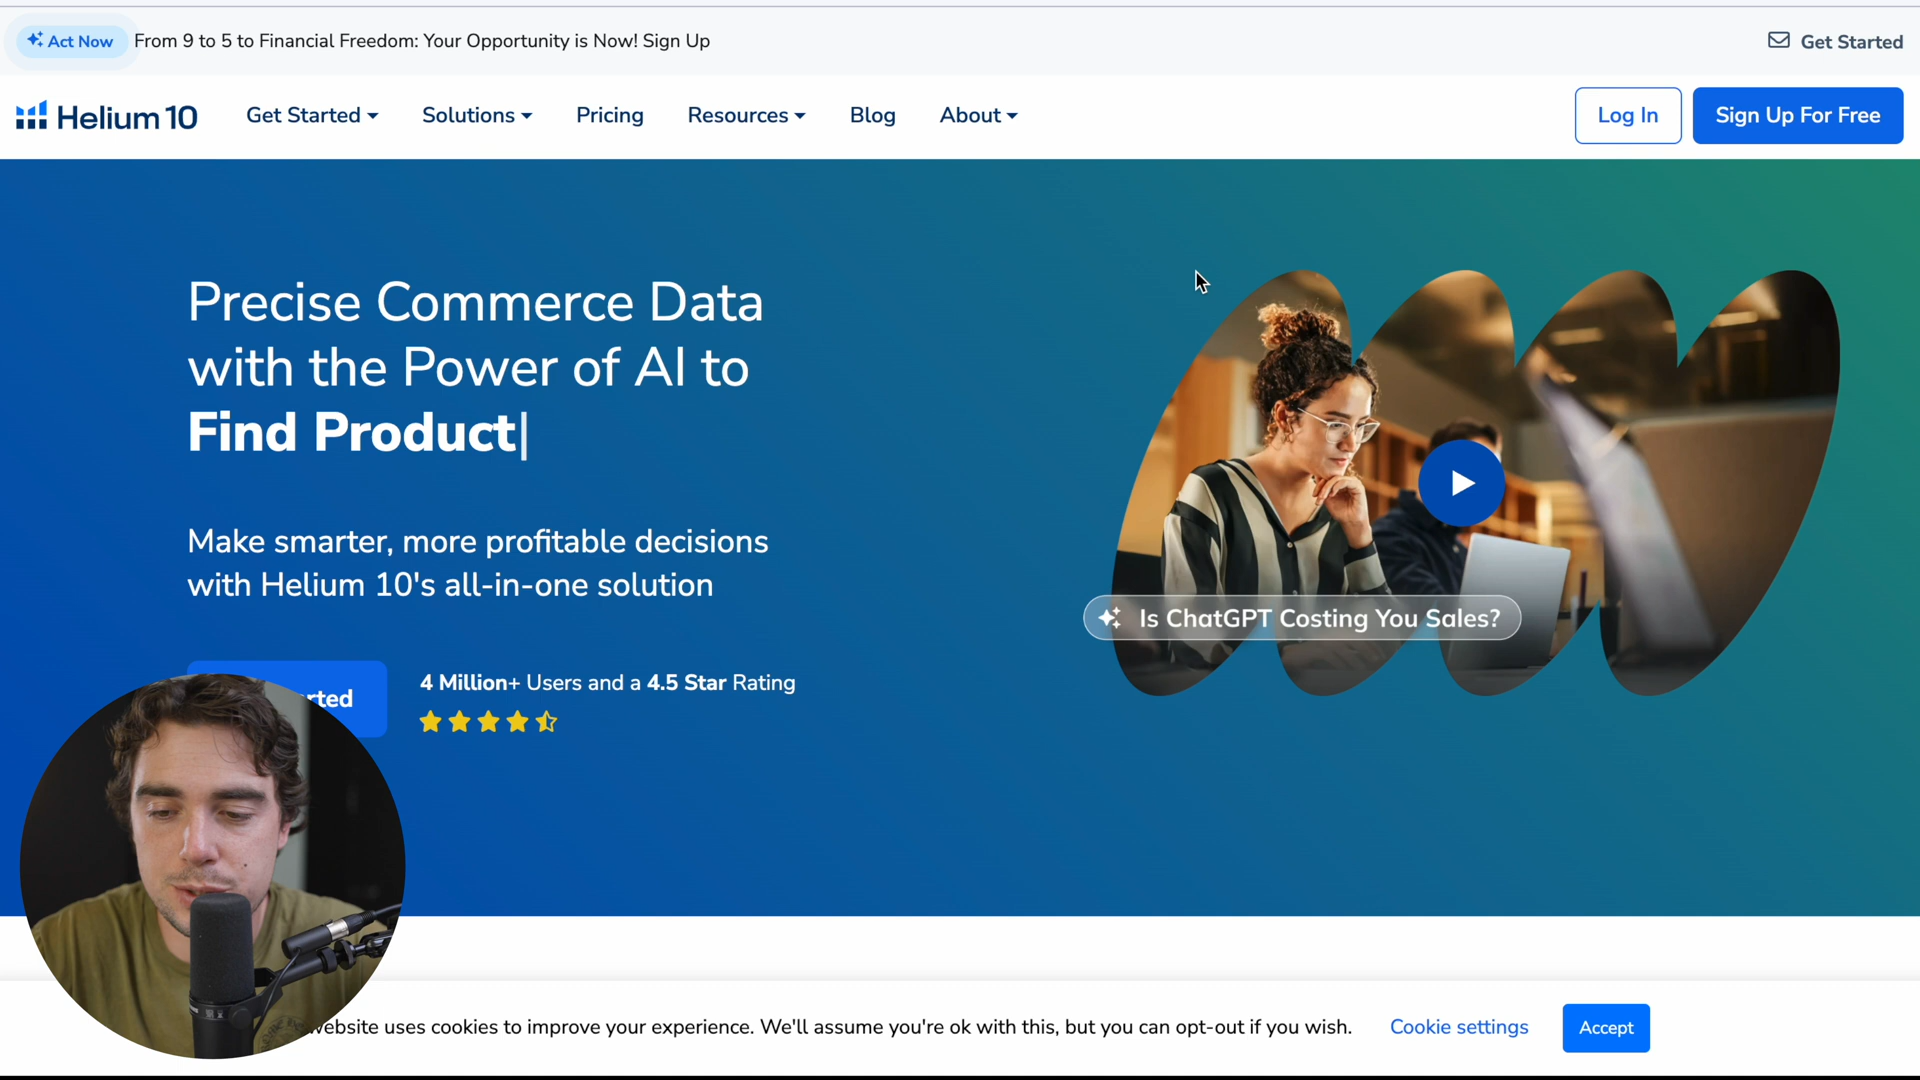 Act Now From 9 to 5 to Financial Freedom: Your Opportunity is Now! Sign Up
Get Started
Helium 10
Get Started
Solutions
Pricing
Resources
Blog
About
Log In
Sign Up For Free
Precise Commerce Data
with the Power of AI to
Find Product
Make smarter, more profitable decisions
with Helium 10's all-in-one solution
4 Million+ Users and a 4.5 Star Rating
Is ChatGPT Costing You Sales?
website uses cookies to improve your experience. We'll assume you're ok with this, but you can opt-out if you wish.
Cookie settings
Accept